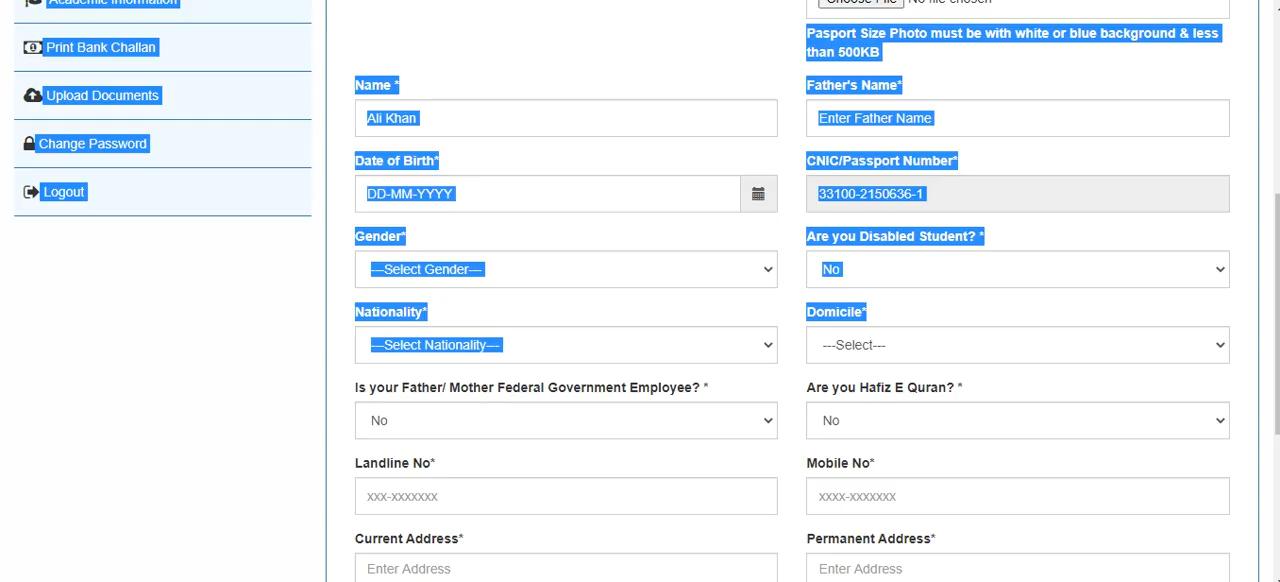 Academic Information
Print Bank Challan
Upload Documents
Change Password
Logout
Choose File No file chosen
Pasport Size Photo must be with white or blue background & less
than 500KB
Name *
Father's Name*
Ali Khan
Enter Father Name
Date of Birth*
CNIC/Passport Number*
DD-MM-YYYY
33100-2150636-1
Gender*
Are you Disabled Student? *
---Select Gender---
No
Nationality*
Domicile*
---Select Nationality---
---Select---
Is your Father/ Mother Federal Government Employee? *
Are you Hafiz E Quran? *
No
No
Landline No*
Mobile No*
xxx-xxxxxxx
xxxx-xxxxxxx
Current Address*
Permanent Address*
Enter Address
Enter Address